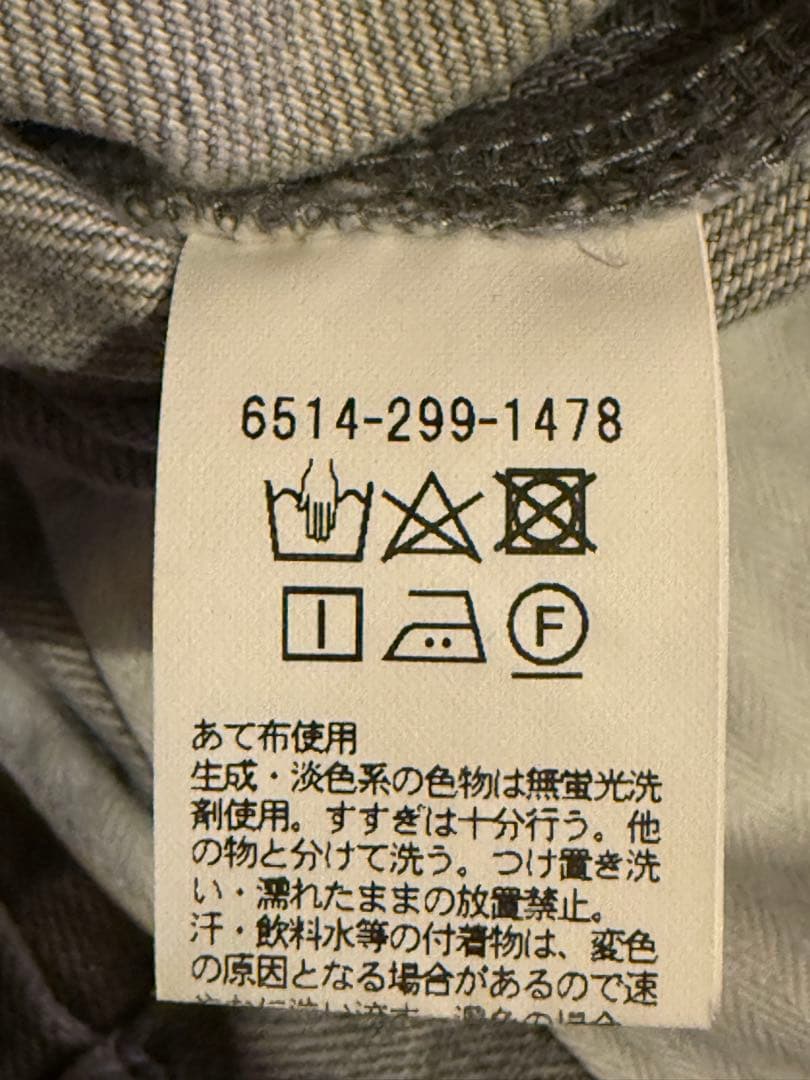 6514-299-1478
F
あて布使用
生成・淡色系の色物は無蛍光洗
剤使用。すすぎは十分行う。他
の物と分けて洗う。つけ置き洗
い・濡れたままの放置禁止。
汗・飲料水等の付着物は、変色
の原因となる場合があるので速